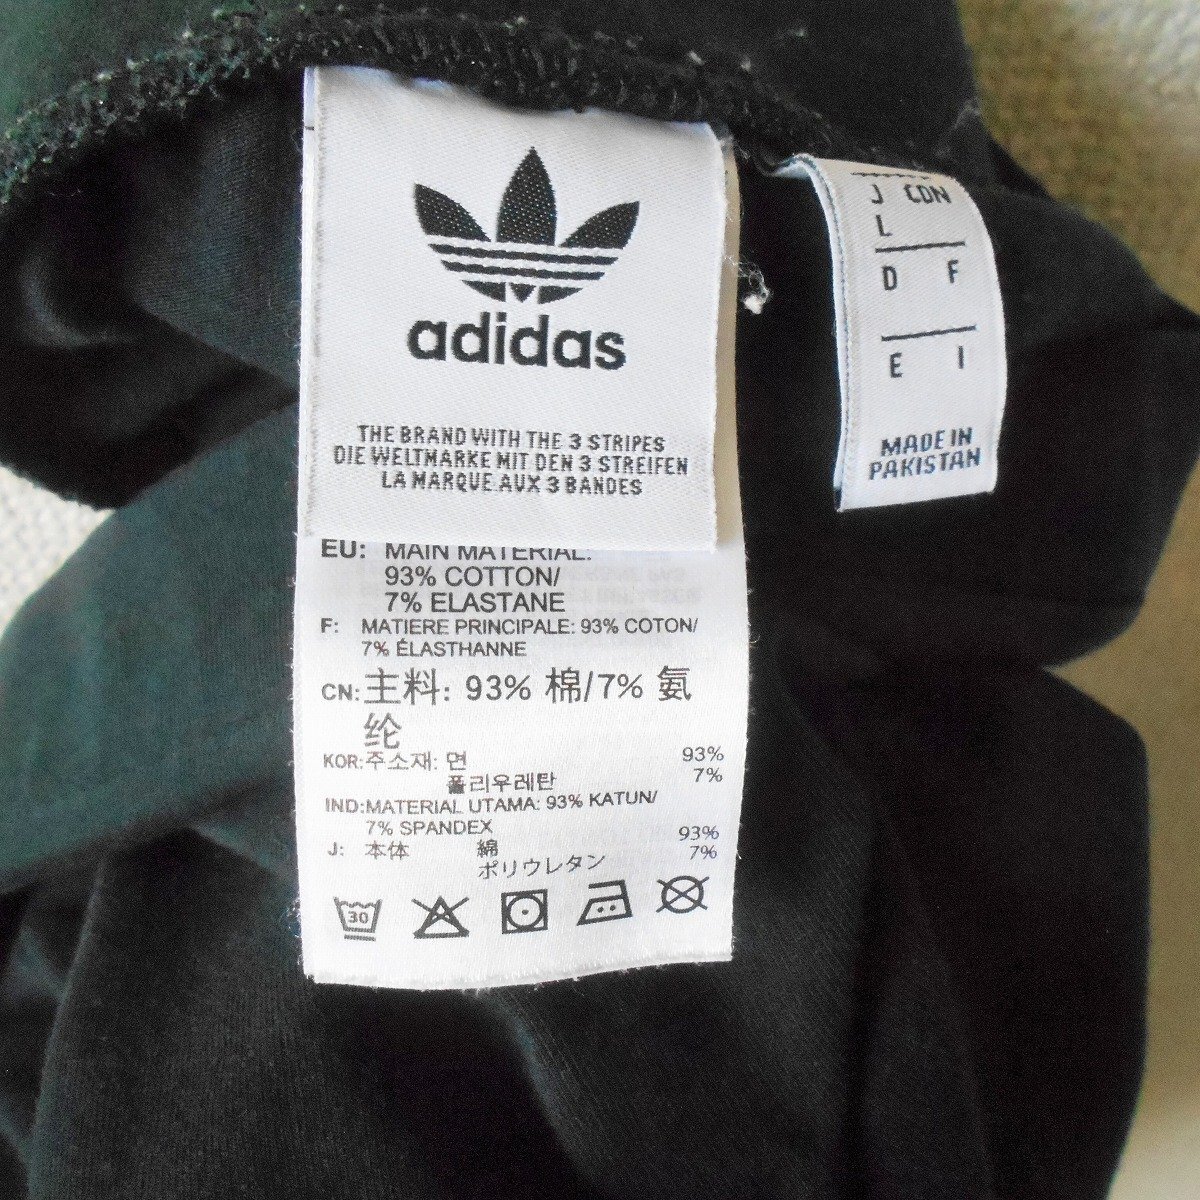 adidas
THE BRAND WITH THE 3 STRIPES
DIE WELTMARKE MIT DEN 3 STREIFEN
LA MARQUE AUX 3 BANDES
EU: MAIN MATERIAL:
93% COTTON/
7% ELASTANE
F: MATIERE PRINCIPALE: 93% COTON/
7% ÉLASTHANNE
CN: 主料: 93% 棉/7% 氨
纶
KOR: 주소재: 면 93%
폴리우레탄 7%
IND: MATERIAL UTAMA: 93% KATUN/
7% SPANDEX
J: 本体 綿 93%
ポリウレタン 7%
30
J CDN
L
D F
E I
MADE IN
PAKISTAN